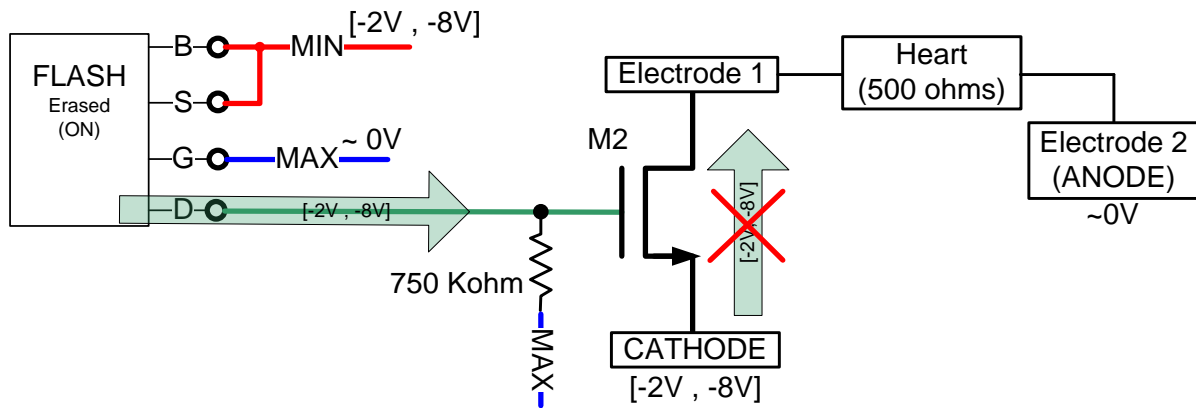 FLASH
Erased
(ON)
B
S
G
D
MIN
[-2V , -8V]
MAX
~ 0V
[-2V , -8V]
750 Kohm
MAX
M2
Electrode 1
[-2V, -8V]
CATHODE
[-2V , -8V]
Heart
(500 ohms)
Electrode 2
(ANODE)
~0V